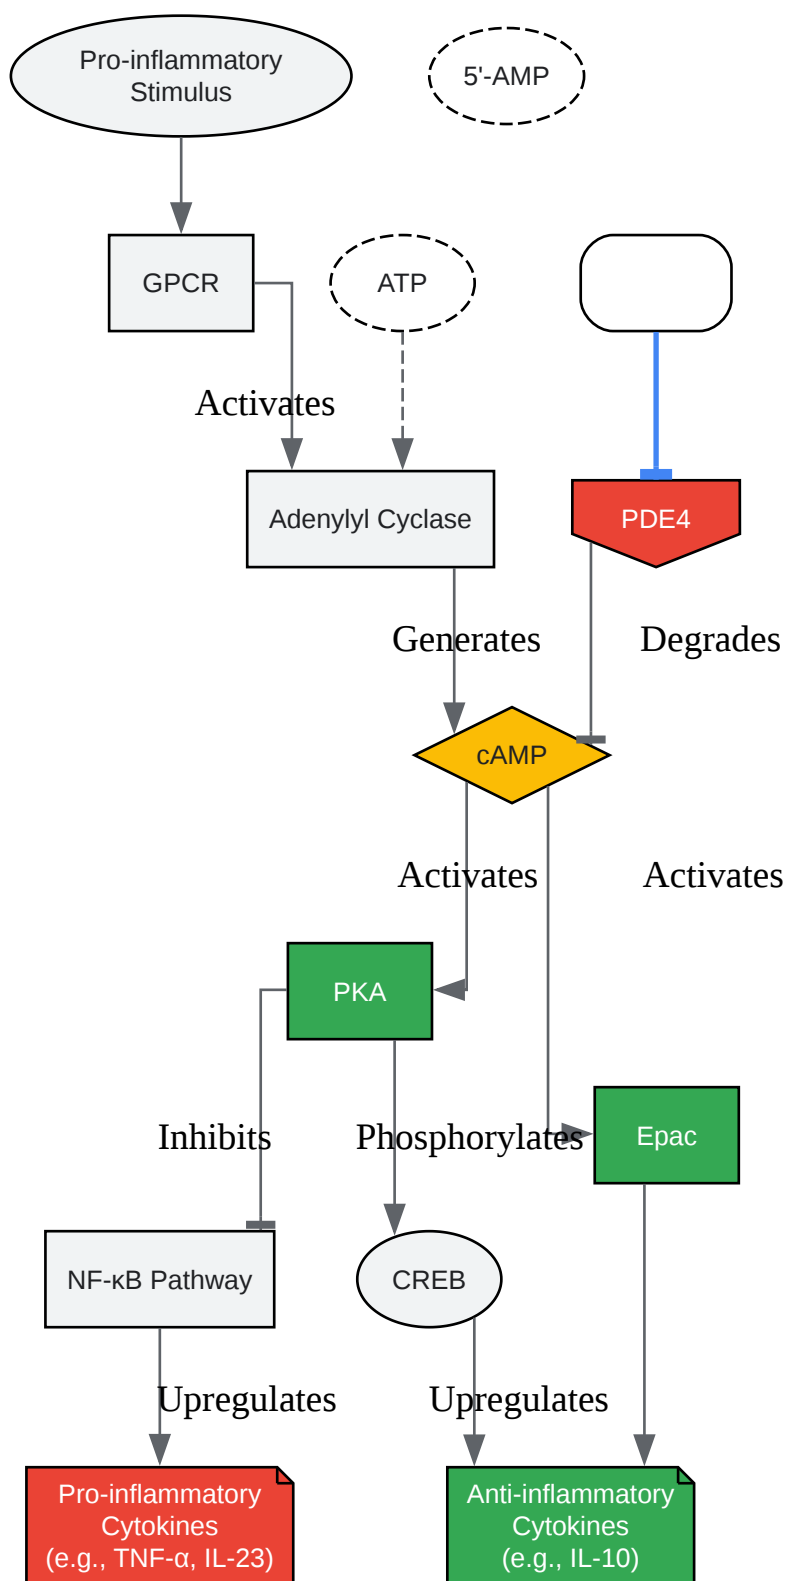 Pro-inflammatory
Stimulus
5'-AMP
GPCR
ATP
Activates
Adenylyl Cyclase
PDE4
Generates
Degrades
cAMP
Activates
Activates
PKA
Inhibits
Phosphorylates
Epac
NF-κB Pathway
CREB
Upregulates
Upregulates
Pro-inflammatory
Cytokines
(e.g., TNF-α, IL-23)
Anti-inflammatory
Cytokines
(e.g., IL-10)